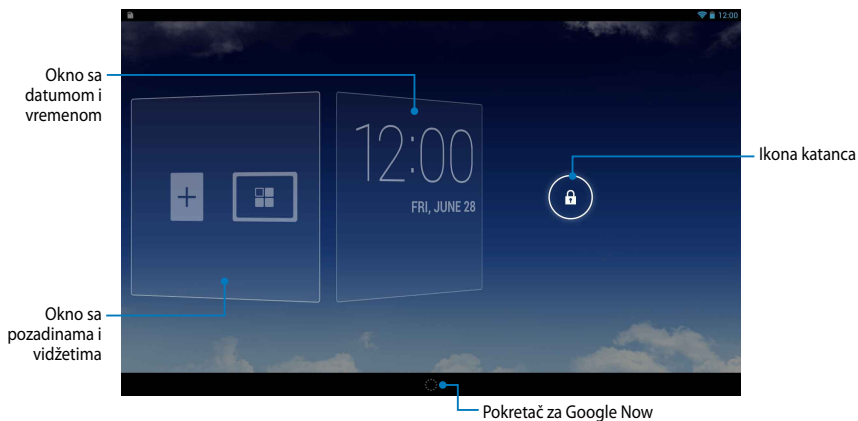 12:00
Okno sa
datumom i
vremenom
12:00
FRI, JUNE 28
Ikona katanca
Okno sa
pozadinama i
vidžetima
Pokretač za Google Now